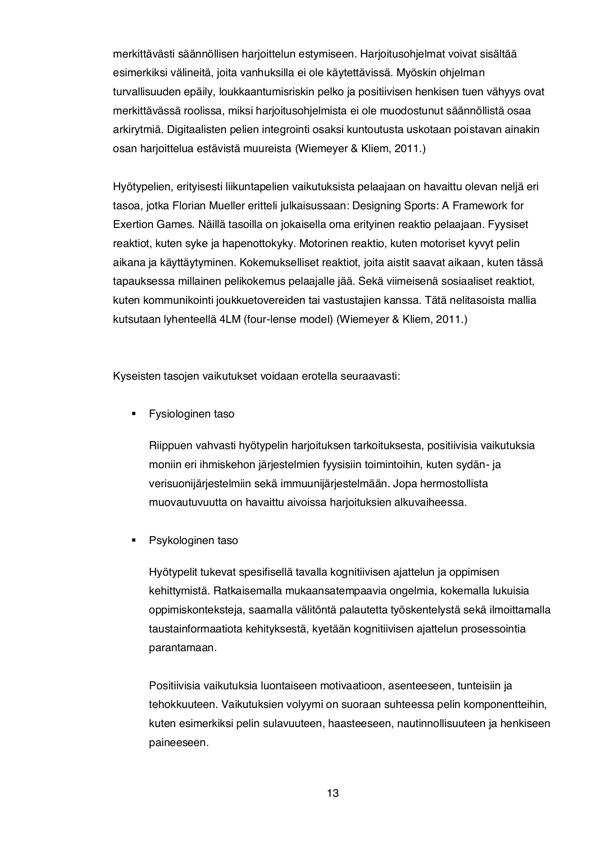 merkittävästi säännöllisen harjoittelun estymiseen. Harjoitusohjelmat voivat sisältää
esimerkiksi välineitä, joita vanhuksilla ei ole käytettävissä. Myöskin ohjelman
turvallisuuden epäily, loukkaantumisriskin pelko ja positiivisen henkisen tuen vähyys ovat
merkittävässä roolissa, miksi harjoitusohjelmista ei ole muodostunut säännöllistä osaa
arkirytmiä. Digitaalisten pelien integrointi osaksi kuntoutusta uskotaan poistavan ainakin
osan harjoittelua estävistä muureista (Wiemeyer & Kliem, 2011.)
Hyötypelien, erityisesti liikuntapelien vaikutuksista pelaajaan on havaittu olevan neljä eri
tasoa, jotka Florian Mueller eritteli julkaisussaan: Designing Sports: A Framework for
Exertion Games. Näillä tasoilla on jokaisella oma erityinen reaktio pelaajaan. Fyysiset
reaktiot, kuten syke ja hapenottokyky. Motorinen reaktio, kuten motoriset kyvyt pelin
aikana ja käyttäytyminen. Kokemukselliset reaktiot, joita aistit saavat aikaan, kuten tässä
tapauksessa millainen pelikokemus pelaajalle jää. Sekä viimeisenä sosiaaliset reaktiot,
kuten kommunikointi joukkuetovereiden tai vastustajien kanssa. Tätä nelitasoista mallia
kutsutaan lyhenteellä 4LM (four-lense model) (Wiemeyer & Kliem, 2011.)
Kyseisten tasojen vaikutukset voidaan erotella seuraavasti:
▪ Fysiologinen taso
Riippuen vahvasti hyötypelin harjoituksen tarkoituksesta, positiivisia vaikutuksia
moniin eri ihmiskehon järjestelmien fyysisiin toimintoihin, kuten sydän- ja
verisuonijärjestelmiin sekä immuunijärjestelmään. Jopa hermostollista
muovautuvuutta on havaittu aivoissa harjoituksien alkuvaiheessa.
▪ Psykologinen taso
Hyötypelit tukevat spesifisellä tavalla kognitiivisen ajattelun ja oppimisen
kehittymistä. Ratkaisemalla mukaansatempaavia ongelmia, kokemalla lukuisia
oppimiskonteksteja, saamalla välitöntä palautetta työskentelystä sekä ilmoittamalla
taustainformaatiota kehityksestä, kyetään kognitiivisen ajattelun prosessointia
parantamaan.
Positiivisia vaikutuksia luontaiseen motivaatioon, asenteeseen, tunteisiin ja
tehokkuuteen. Vaikutuksien volyymi on suoraan suhteessa pelin komponentteihin,
kuten esimerkiksi pelin sulavuuteen, haasteeseen, nautinnollisuuteen ja henkiseen
paineeseen.
13